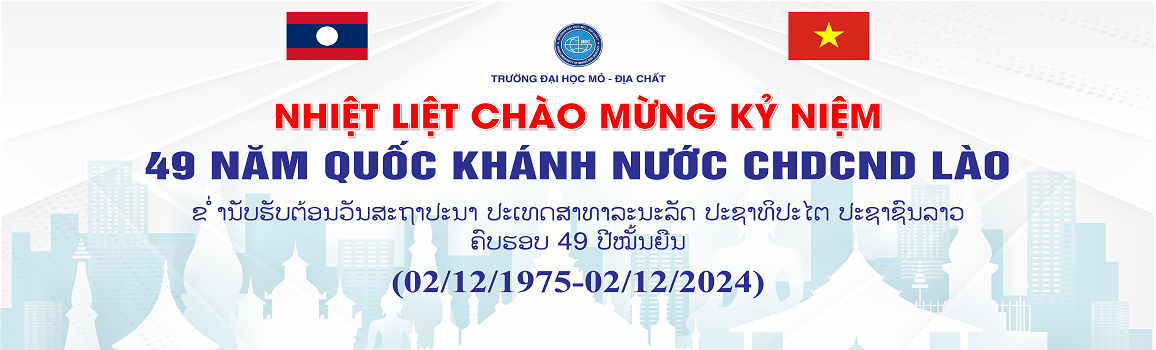 TRƯỜNG ĐẠI HỌC MỎ - ĐỊA CHẤT
NHIỆT LIỆT CHÀO MỪNG KỶ NIỆM
49 NĂM QUỐC KHÁNH NƯỚC CHDCND LÀO
ຂໍ ່ານັບຮັບຕ້ອນວັນສະຖາປະນາ ປະເທດສາທາລະນະລັດ ປະຊາທິປະໄຕ ປະຊາຊົນລາວ
ຄົບຮອບ 49 ປີໝັ້ນຍືນ
(02/12/1975-02/12/2024)